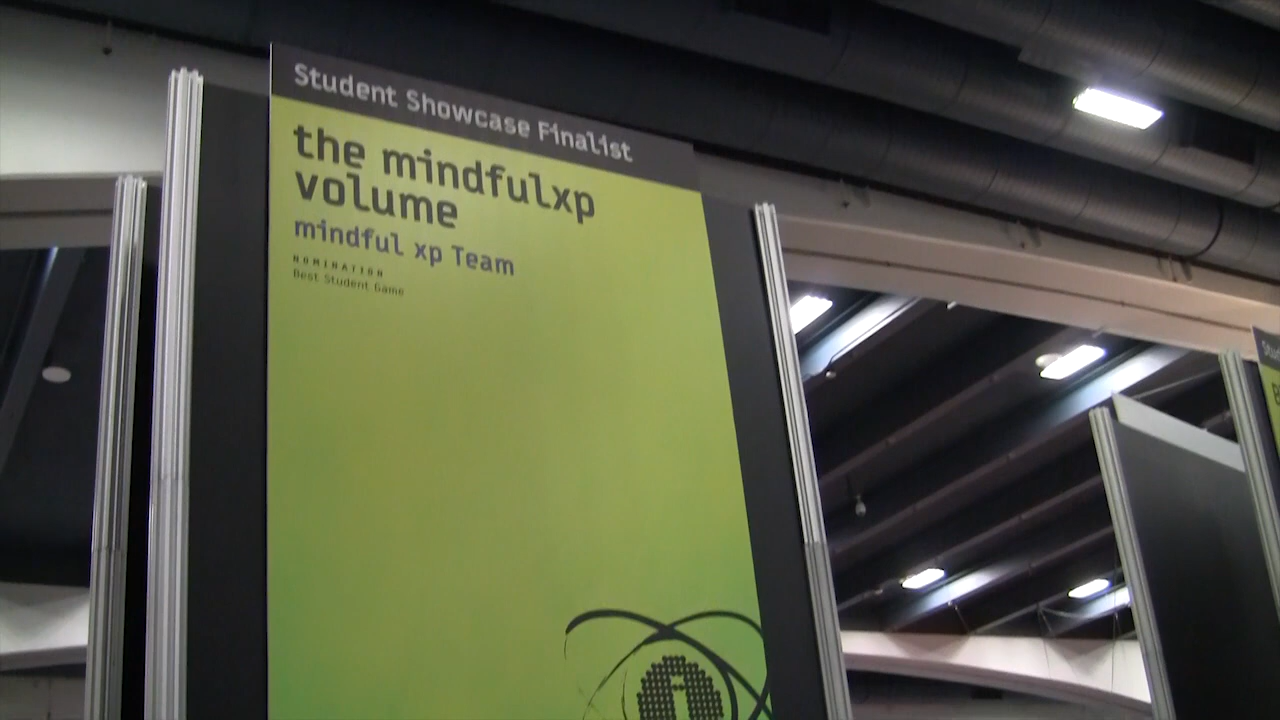 Student Showcase Finalist
the mindfulxp
volume
mindful xp Team
NOMINATION
Best Student Game